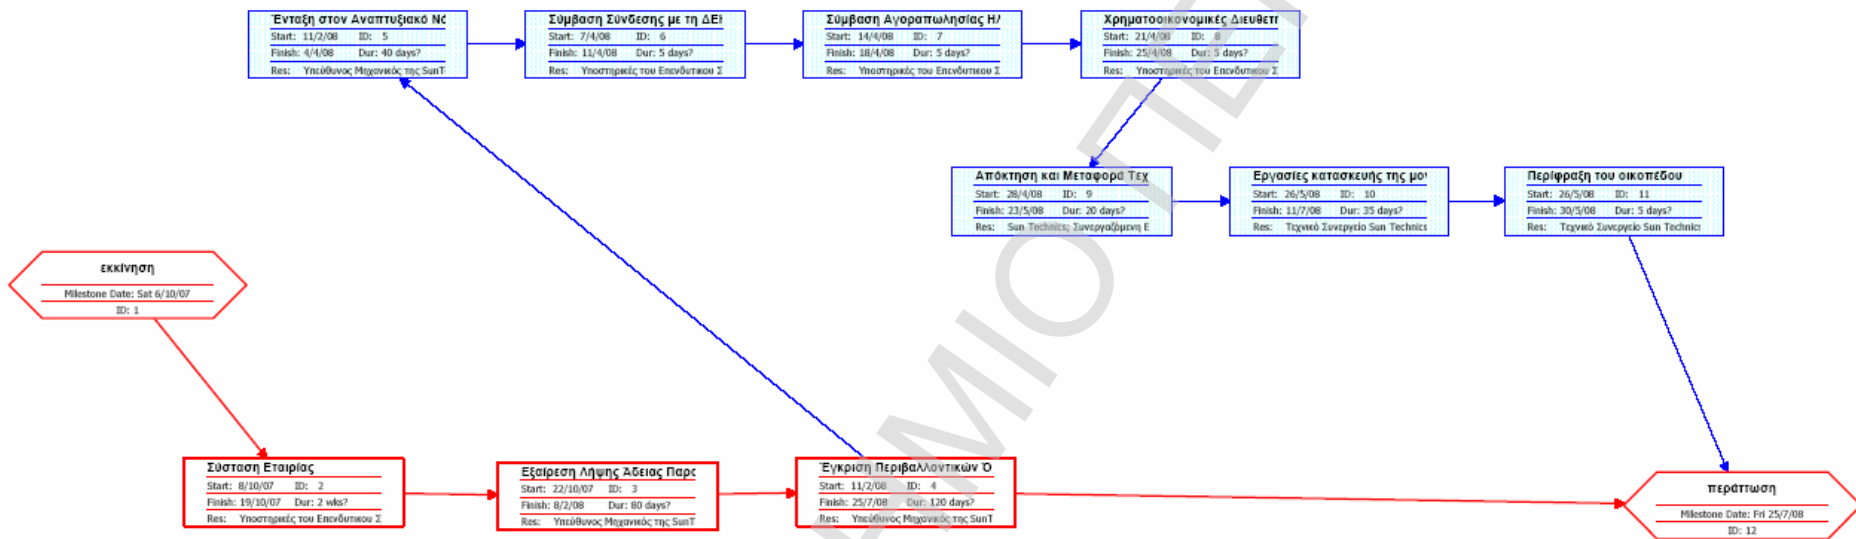 Ένταξη στον Αναπτυξιακό Νό
Start: 11/2/08 ID: 5
Finish: 4/4/08 Dur: 40 days?
Res: Υπεύθυνος Μηχανικός της SunT
Σύμβαση Σύνδεσης με τη ΔΕΗ
Start: 7/4/08 ID: 6
Finish: 11/4/08 Dur: 5 days?
Res: Υποστηρικές του Επενδυτικου Σ
Σύμβαση Αγοραπωλησίας Ηλ
Start: 14/4/08 ID: 7
Finish: 18/4/08 Dur: 5 days?
Res: Υποστηρικές του Επενδυτικου Σ
Χρηματοοικονομικές Διευθετή
Start: 21/4/08 ID: 8
Finish: 25/4/08 Dur: 5 days?
Res: Υποστηρικές του Επενδυτικου Σ
Απόκτηση και Μεταφορά Τεχ
Start: 28/4/08 ID: 9
Finish: 23/5/08 Dur: 20 days?
Res: Sun Technics; Συνεργαζόμενη Ε
Εργασίες κατασκευής της μον
Start: 26/5/08 ID: 10
Finish: 11/7/08 Dur: 35 days?
Res: Τεχνικό Συνεργείο Sun Technics
Περίφραξη του οικοπέδου
Start: 26/5/08 ID: 11
Finish: 30/5/08 Dur: 5 days?
Res: Τεχνικό Συνεργείο Sun Technics
εκκίνηση
Milestone Date: Sat 6/10/07
ID: 1
Σύσταση Εταιρίας
Start: 8/10/07 ID: 2
Finish: 19/10/07 Dur: 2 wks?
Res: Υποστηρικές του Επενδυτικου Σ
Εξαίρεση Λήψης Άδειας Παρα
Start: 22/10/07 ID: 3
Finish: 8/2/08 Dur: 80 days?
Res: Υπεύθυνος Μηχανικός της SunT
Έγκριση Περιβαλλοντικών Ό
Start: 11/2/08 ID: 4
Finish: 25/7/08 Dur: 120 days?
Res: Υπεύθυνος Μηχανικός της SunT
περάτωση
Milestone Date: Fri 25/7/08
ID: 12